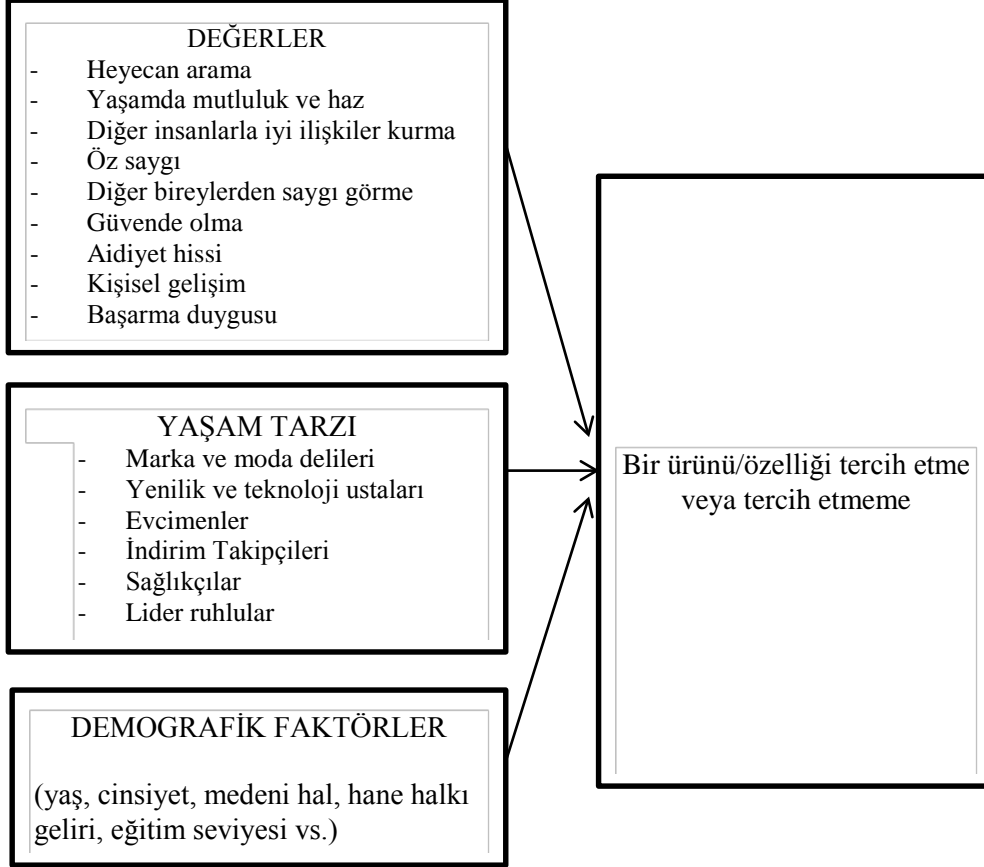 DEĞERLER
- Heyecan arama
- Yaşamda mutluluk ve haz
- Diğer insanlarla iyi ilişkiler kurma
- Öz saygı
- Diğer bireylerden saygı görme
- Güvende olma
- Aidiyet hissi
- Kişisel gelişim
- Başarma duygusu
YAŞAM TARZI
- Marka ve moda delileri
- Yenilik ve teknoloji ustaları
- Evcimenler
- İndirim Takipçileri
- Sağlıkçılar
- Lider ruhlular
DEMOGRAFİK FAKTÖRLER
(yaş, cinsiyet, medeni hal, hane halkı
geliri, eğitim seviyesi vs.)
Bir ürünü/özelliği tercih etme
veya tercih etmeme